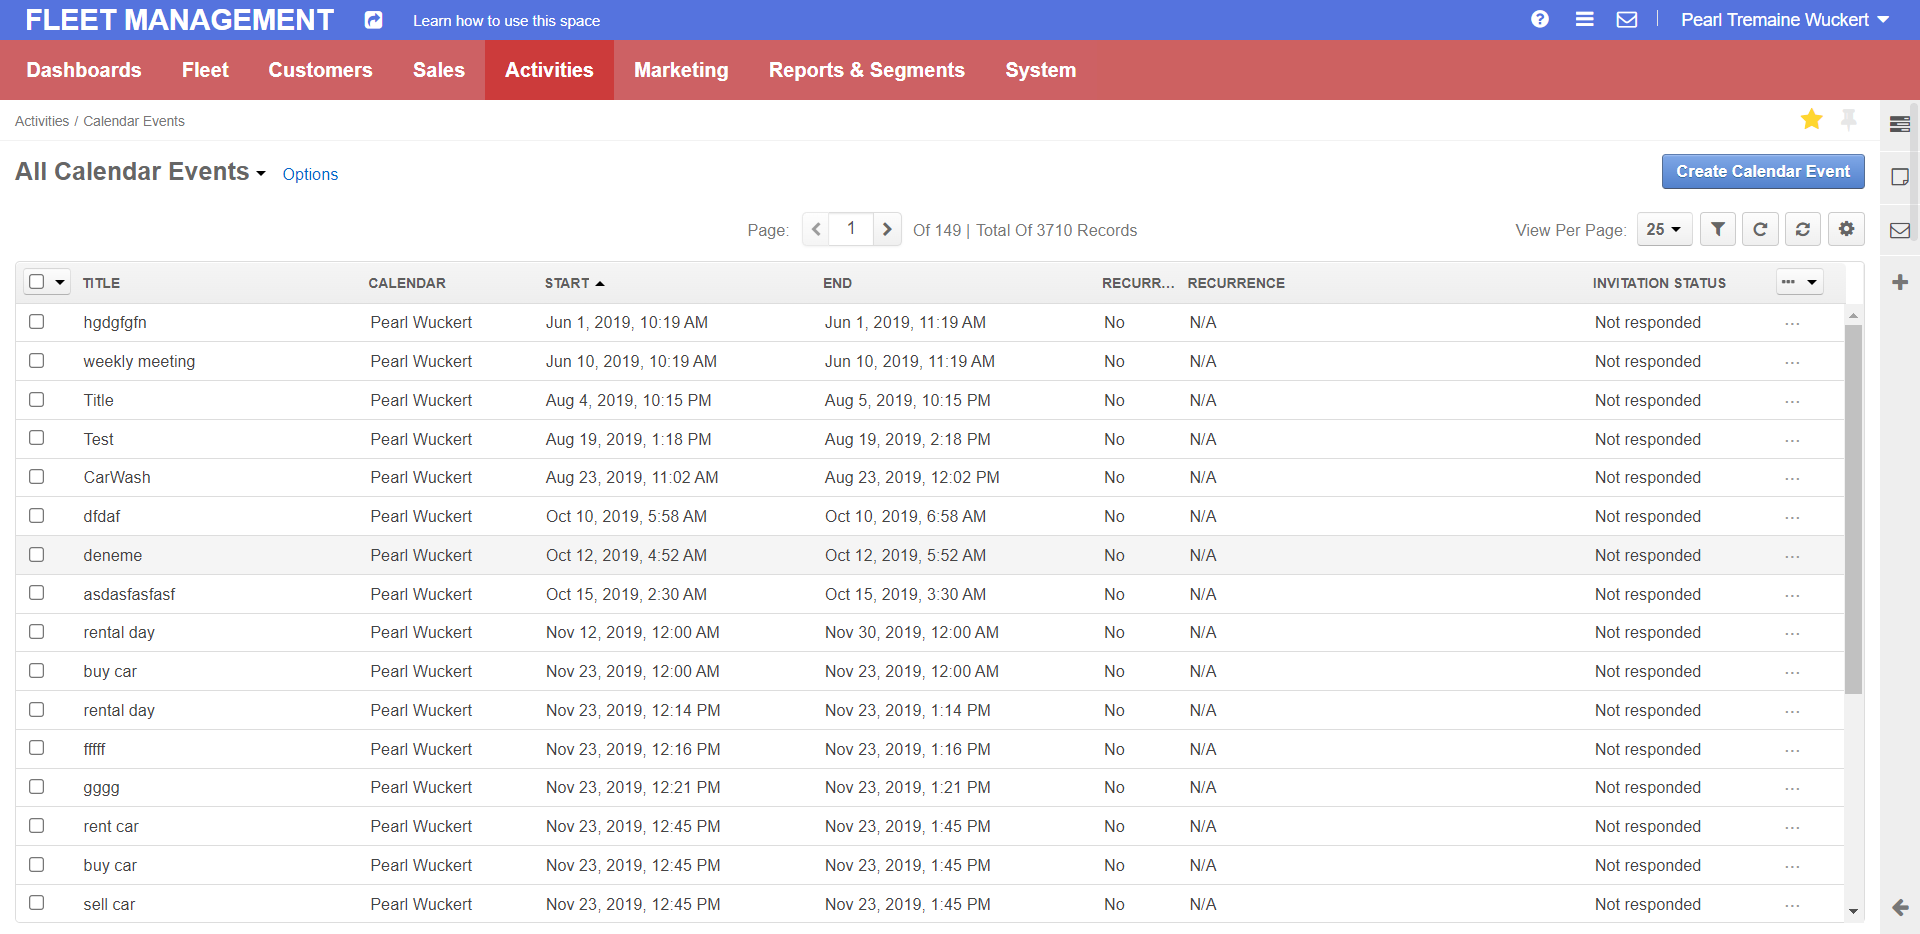 FLEET MANAGEMENT Learn how to use this space Pearl Tremaine Wuckert
Dashboards Fleet Customers Sales Activities Marketing Reports & Segments System
Activities / Calendar Events
All Calendar Events Options Create Calendar Event
Page: 1 Of 149 | Total Of 3710 Records View Per Page: 25
TITLE CALENDAR START END RECURR... RECURRENCE INVITATION STATUS
hgdgfgfn Pearl Wuckert Jun 1, 2019, 10:19 AM Jun 1, 2019, 11:19 AM No N/A Not responded ...
weekly meeting Pearl Wuckert Jun 10, 2019, 10:19 AM Jun 10, 2019, 11:19 AM No N/A Not responded ...
Title Pearl Wuckert Aug 4, 2019, 10:15 PM Aug 5, 2019, 10:15 PM No N/A Not responded ...
Test Pearl Wuckert Aug 19, 2019, 1:18 PM Aug 19, 2019, 2:18 PM No N/A Not responded ...
CarWash Pearl Wuckert Aug 23, 2019, 11:02 AM Aug 23, 2019, 12:02 PM No N/A Not responded ...
dfdaf Pearl Wuckert Oct 10, 2019, 5:58 AM Oct 10, 2019, 6:58 AM No N/A Not responded ...
deneme Pearl Wuckert Oct 12, 2019, 4:52 AM Oct 12, 2019, 5:52 AM No N/A Not responded ...
asdasfasfasf Pearl Wuckert Oct 15, 2019, 2:30 AM Oct 15, 2019, 3:30 AM No N/A Not responded ...
rental day Pearl Wuckert Nov 12, 2019, 12:00 AM Nov 30, 2019, 12:00 AM No N/A Not responded ...
buy car Pearl Wuckert Nov 23, 2019, 12:00 AM Nov 23, 2019, 12:00 AM No N/A Not responded ...
rental day Pearl Wuckert Nov 23, 2019, 12:14 PM Nov 23, 2019, 1:14 PM No N/A Not responded ...
ffffff Pearl Wuckert Nov 23, 2019, 12:16 PM Nov 23, 2019, 1:16 PM No N/A Not responded ...
gggg Pearl Wuckert Nov 23, 2019, 12:21 PM Nov 23, 2019, 1:21 PM No N/A Not responded ...
rent car Pearl Wuckert Nov 23, 2019, 12:45 PM Nov 23, 2019, 1:45 PM No N/A Not responded ...
buy car Pearl Wuckert Nov 23, 2019, 12:45 PM Nov 23, 2019, 1:45 PM No N/A Not responded ...
sell car Pearl Wuckert Nov 23, 2019, 12:45 PM Nov 23, 2019, 1:45 PM No N/A Not responded ...